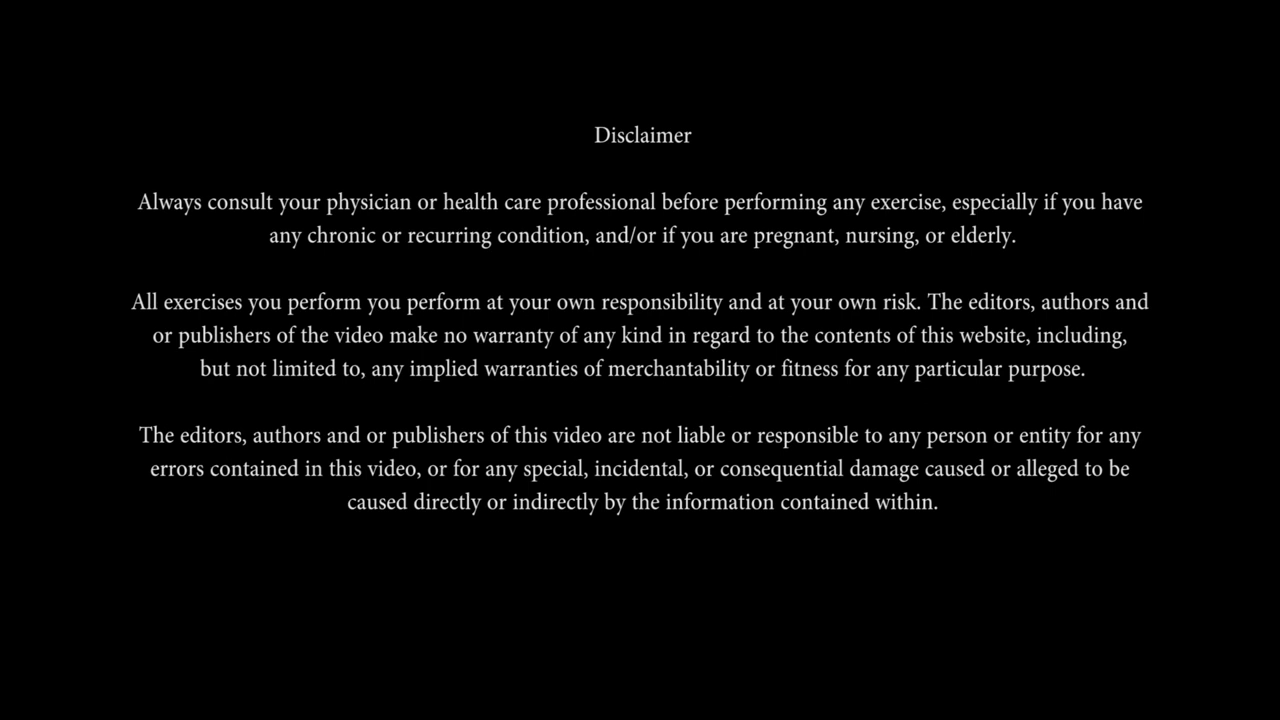 Disclaimer
Always consult your physician or health care professional before performing any exercise, especially if you have
any chronic or recurring condition, and/or if you are pregnant, nursing, or elderly.
All exercises you perform you perform at your own responsibility and at your own risk. The editors, authors and
or publishers of the video make no warranty of any kind in regard to the contents of this website, including,
but not limited to, any implied warranties of merchantability or fitness for any particular purpose.
The editors, authors and or publishers of this video are not liable or responsible to any person or entity for any
errors contained in this video, or for any special, incidental, or consequential damage caused or alleged to be
caused directly or indirectly by the information contained within.